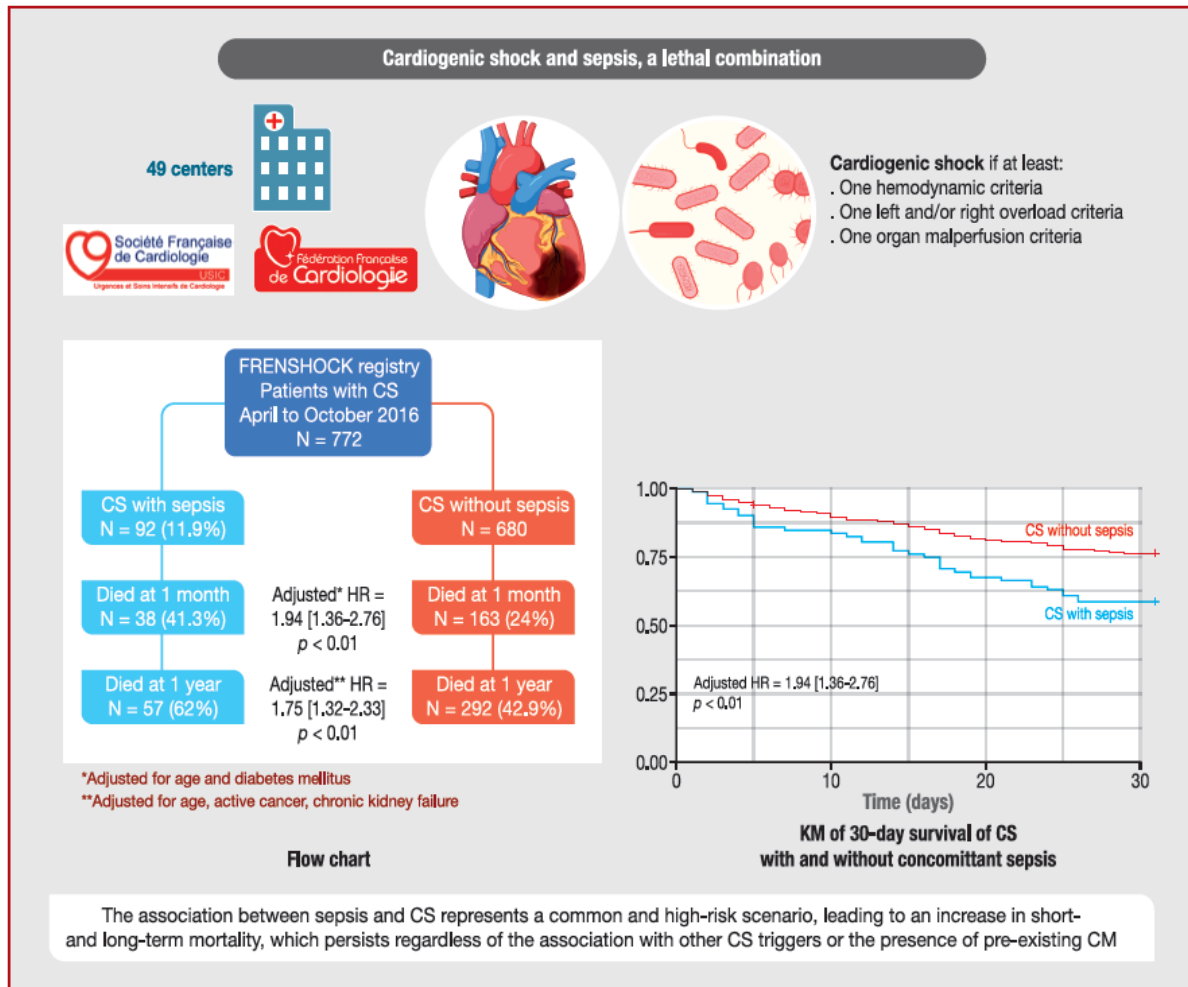 Cardiogenic shock and sepsis, a lethal combination
49 centers
Société Française
de Cardiologie
USIC
Urgences et Soins Intensifs de Cardiologie
Fédération Française
de Cardiologie
Cardiogenic shock if at least:
. One hemodynamic criteria
. One left and/or right overload criteria
. One organ malperfusion criteria
FRENSHOCK registry
Patients with CS
April to October 2016
N = 772
CS with sepsis
N = 92 (11.9%)
CS without sepsis
N = 680
Died at 1 month
N = 38 (41.3%)
Adjusted* HR =
1.94 [1.36–2.76]
p < 0.01
Died at 1 month
N = 163 (24%)
Died at 1 year
N = 57 (62%)
Adjusted** HR =
1.75 [1.32–2.33]
p < 0.01
Died at 1 year
N = 292 (42.9%)
*Adjusted for age and diabetes mellitus
**Adjusted for age, active cancer, chronic kidney failure
Flow chart
1.00
0.75
0.50
0.25
0.00
CS without sepsis
CS with sepsis
Adjusted HR = 1.94 [1.36–2.76]
p < 0.01
0
10
20
30
Time (days)
KM of 30-day survival of CS
with and without concomittant sepsis
The association between sepsis and CS represents a common and high-risk scenario, leading to an increase in short-
and long-term mortality, which persists regardless of the association with other CS triggers or the presence of pre-existing CM